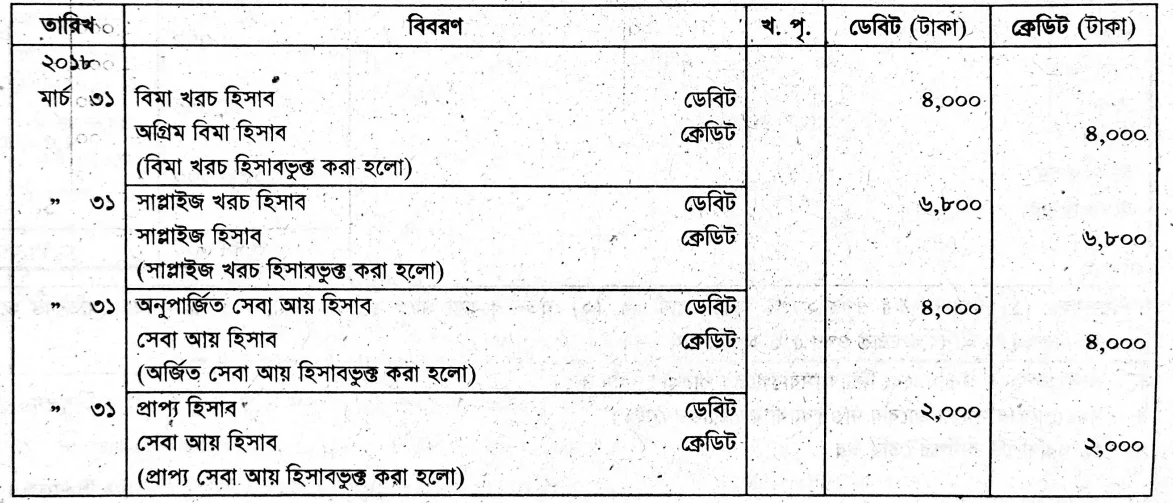 তারিখ বিবরণ খ. পৃ. ডেবিট (টাকা) ক্রেডিট (টাকা)
২০১৮
মার্চ ৩১ বিমা খরচ হিসাব ডেবিট ৪,০০০
অগ্রিম বিমা হিসাব ক্রেডিট ৪,০০০
(বিমা খরচ হিসাবভুক্ত করা হলো)
” ৩১ সাপ্লাইজ খরচ হিসাব ডেবিট ৬,৮০০
সাপ্লাইজ হিসাব ক্রেডিট ৬,৮০০
(সাপ্লাইজ খরচ হিসাবভুক্ত করা হলো)
” ৩১ অনুপার্জিত সেবা আয় হিসাব ডেবিট ৪,০০০
সেবা আয় হিসাব ক্রেডিট ৪,০০০
(অর্জিত সেবা আয় হিসাবভুক্ত করা হলো)
” ৩১ প্রাপ্য হিসাব ডেবিট ২,০০০
সেবা আয় হিসাব ক্রেডিট ২,০০০
(প্রাপ্য সেবা আয় হিসাবভুক্ত করা হলো)